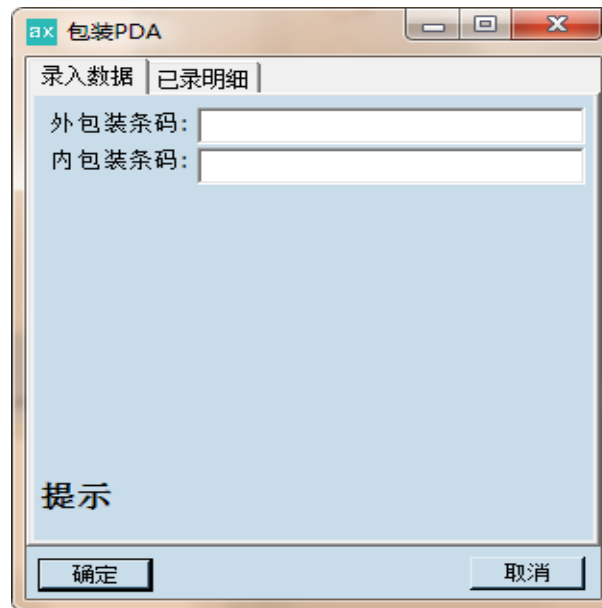 ax 包装PDA
录入数据 已录明细
外包装条码:
内包装条码:
提示
确定 取消